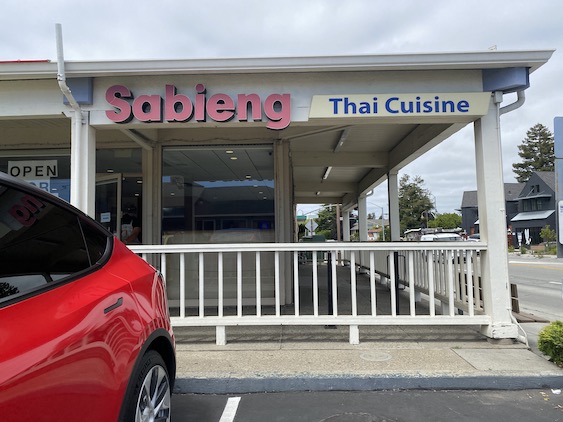 Sabieng
Thai Cuisine
OPEN